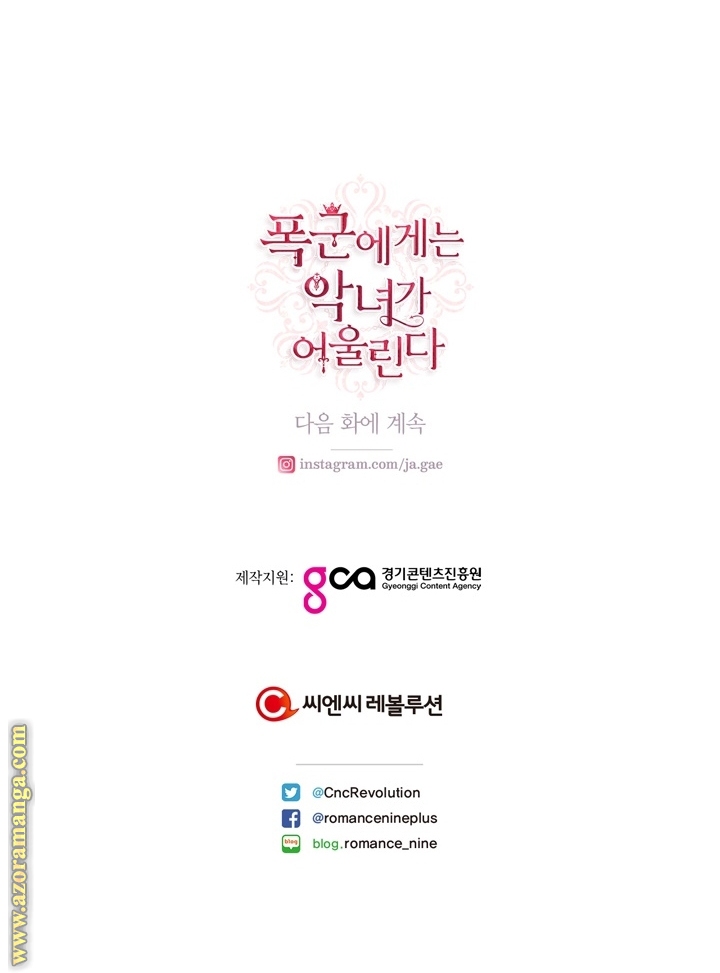 폭군에게는
악녀가
어울린다
다음 화에 계속
instagram.com/ja.gae
제작지원: gca 경기콘텐츠진흥원
Gyeonggi Content Agency
씨엔씨 레볼루션
@CncRevolution
@romancenineplus
blog blog.romance_nine
www.azoramanga.com